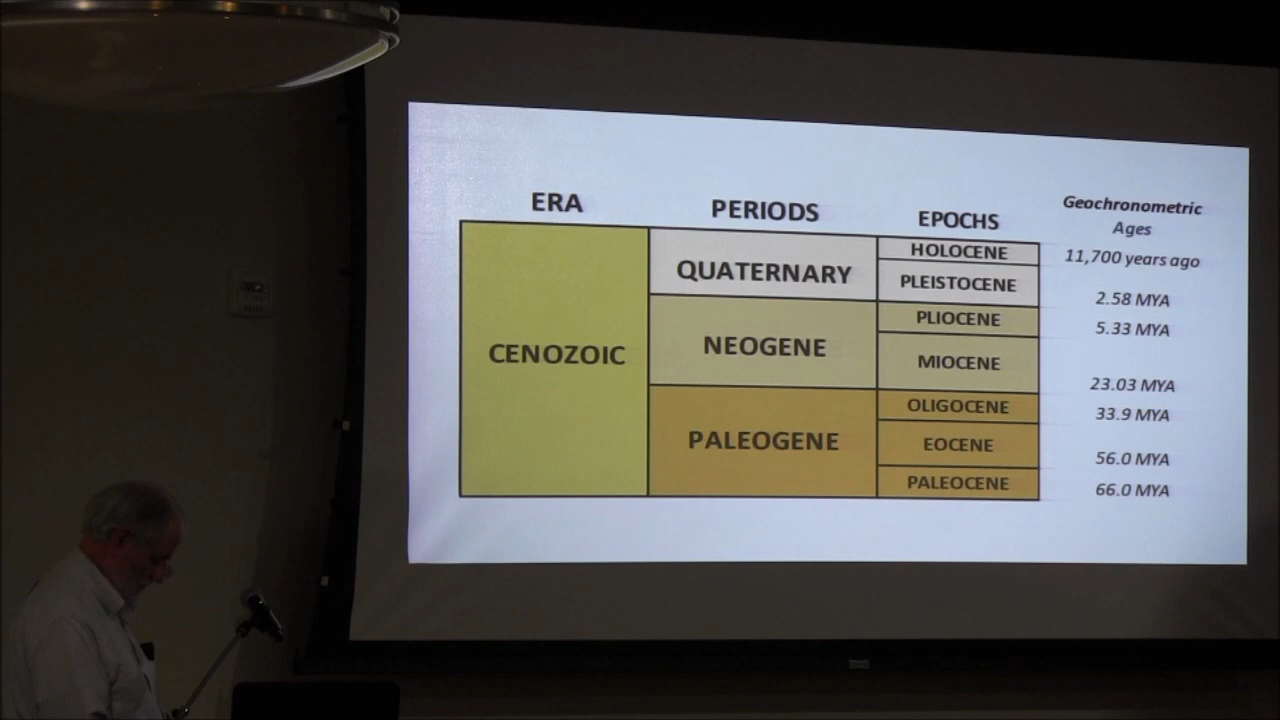 ERA
PERIODS
EPOCHS
Geochronometric
Ages
CENOZOIC
QUATERNARY
HOLOCENE
11,700 years ago
PLEISTOCENE
2.58 MYA
NEOGENE
PLIOCENE
5.33 MYA
MIOCENE
23.03 MYA
PALEOGENE
OLIGOCENE
33.9 MYA
EOCENE
56.0 MYA
PALEOCENE
66.0 MYA